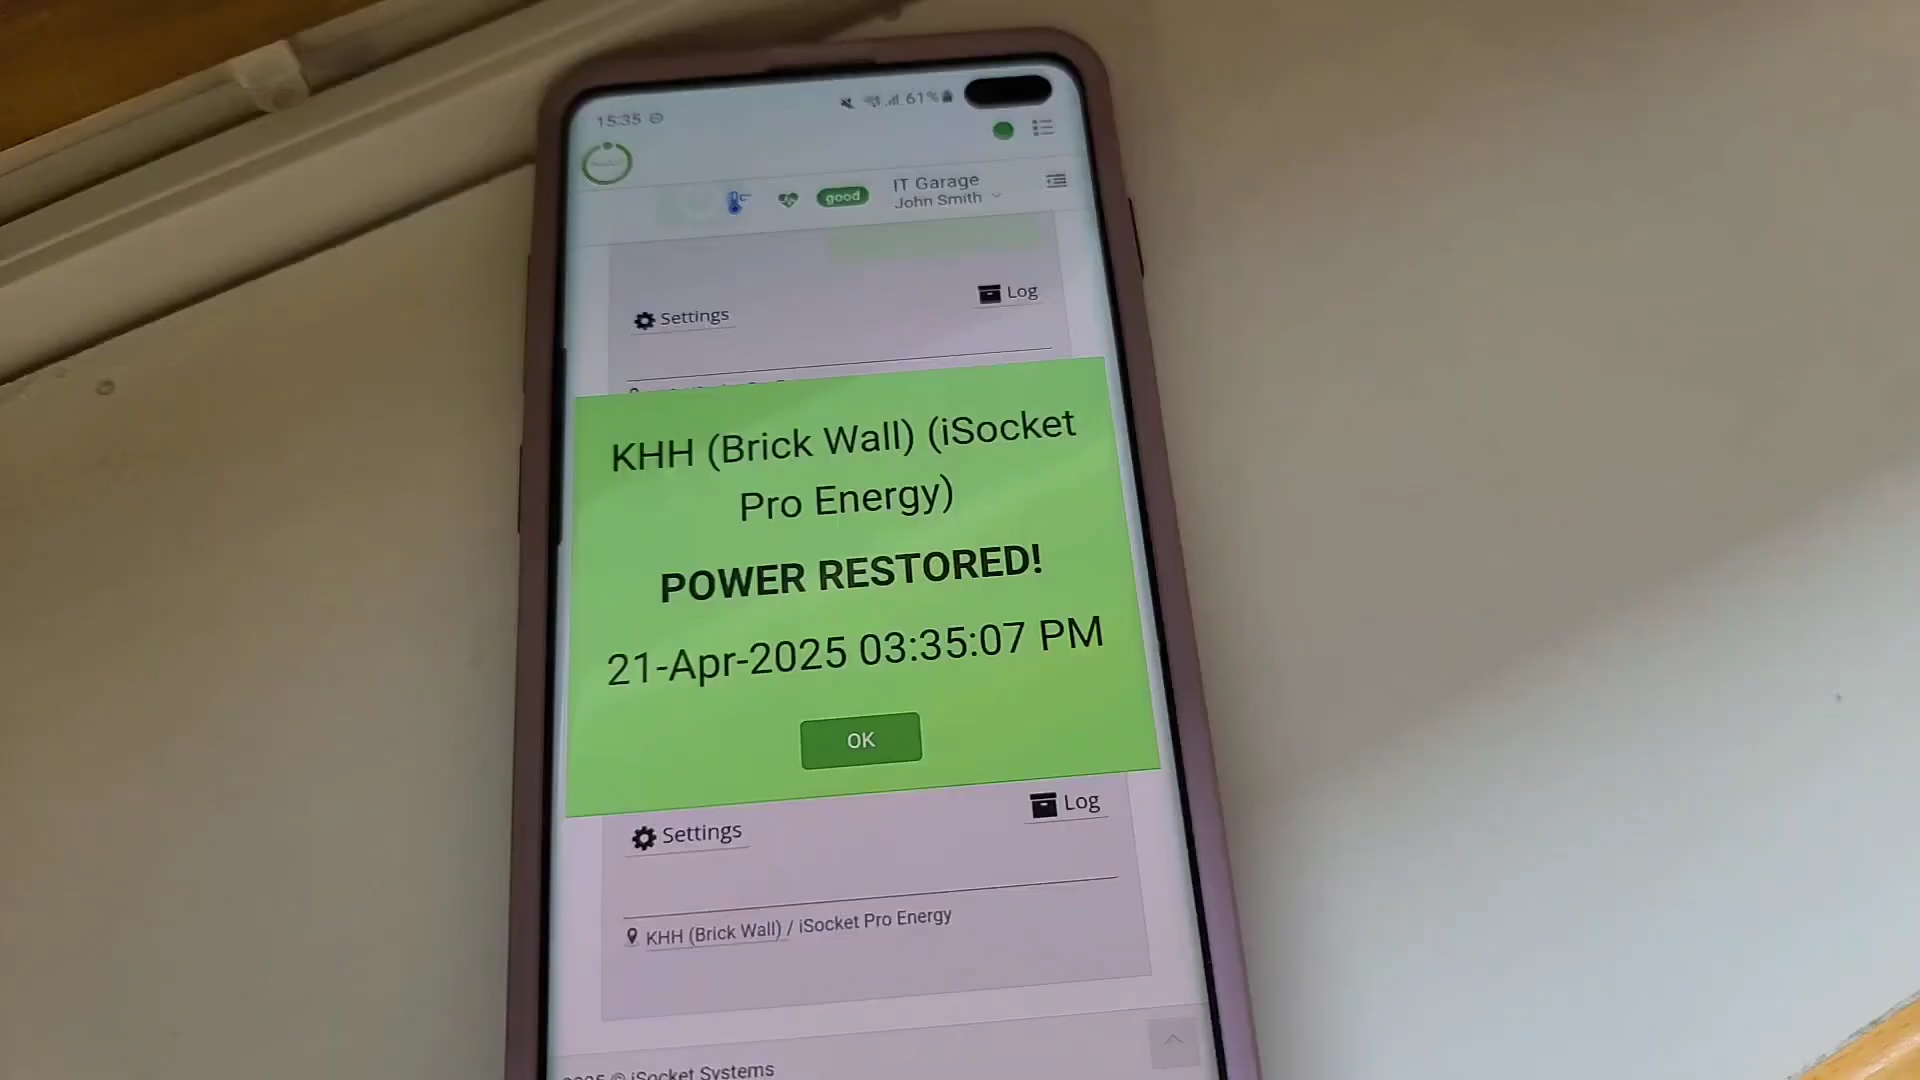 15:35
61%
good
IT Garage
John Smith
Settings
Log
KHH (Brick Wall) (iSocket
Pro Energy)
POWER RESTORED!
21-Apr-2025 03:35:07 PM
OK
Settings
Log
KHH (Brick Wall) / iSocket Pro Energy
2025 © iSocket Systems